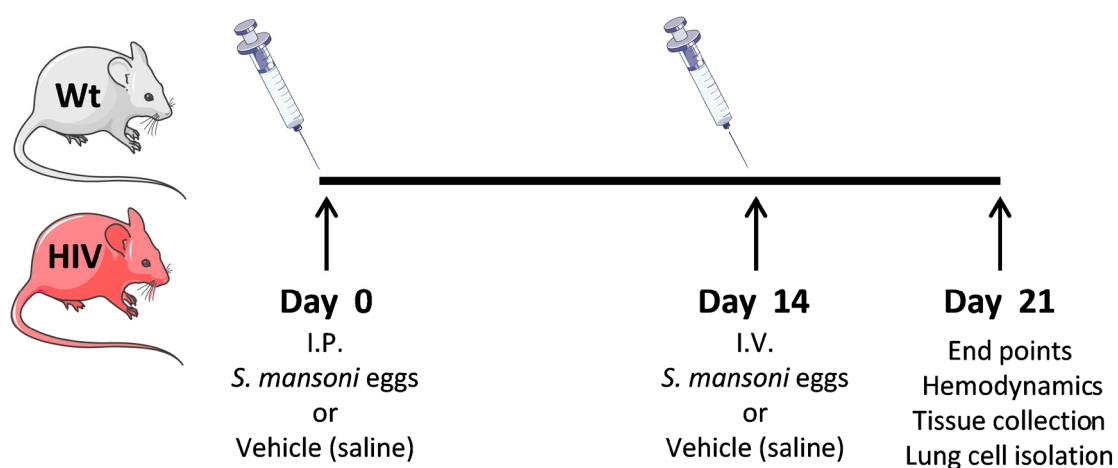 Wt
HIV
Day 0
I.P.
S. mansoni eggs
or
Vehicle (saline)
Day 14
I.V.
S. mansoni eggs
or
Vehicle (saline)
Day 21
End points
Hemodynamics
Tissue collection
Lung cell isolation